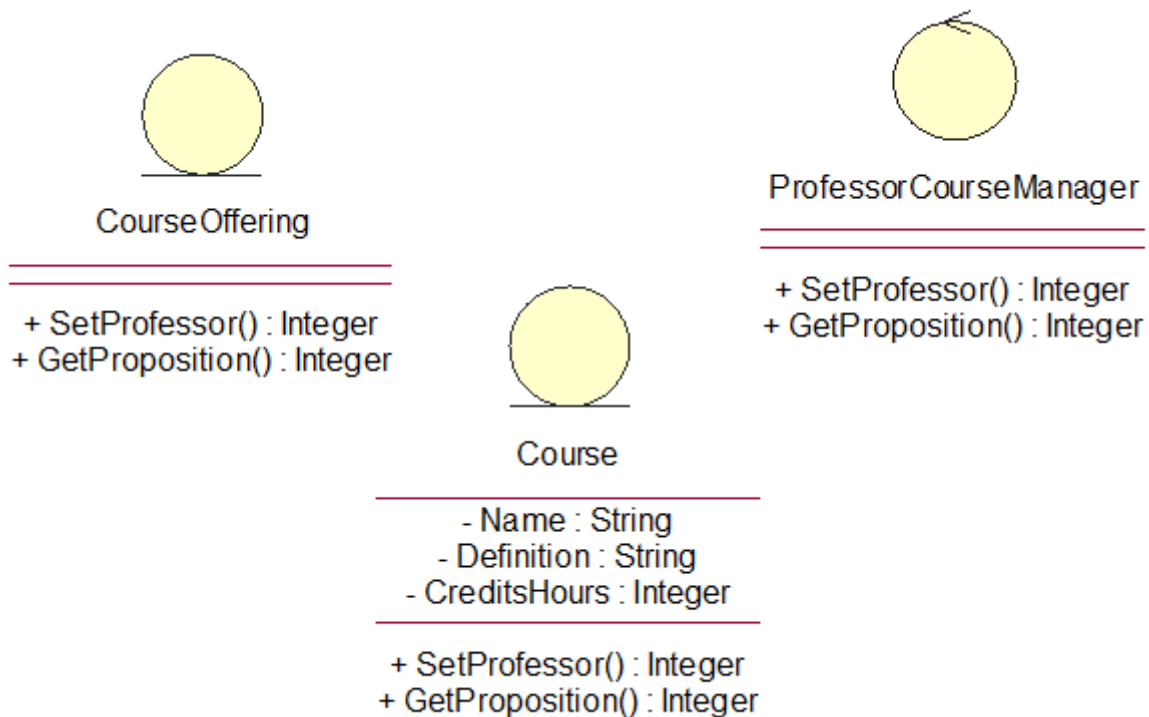 CourseOffering
+ SetProfessor() : Integer
+ GetProposition() : Integer
ProfessorCourseManager
+ SetProfessor() : Integer
+ GetProposition() : Integer
Course
- Name : String
- Definition : String
- CreditsHours : Integer
+ SetProfessor() : Integer
+ GetProposition() : Integer